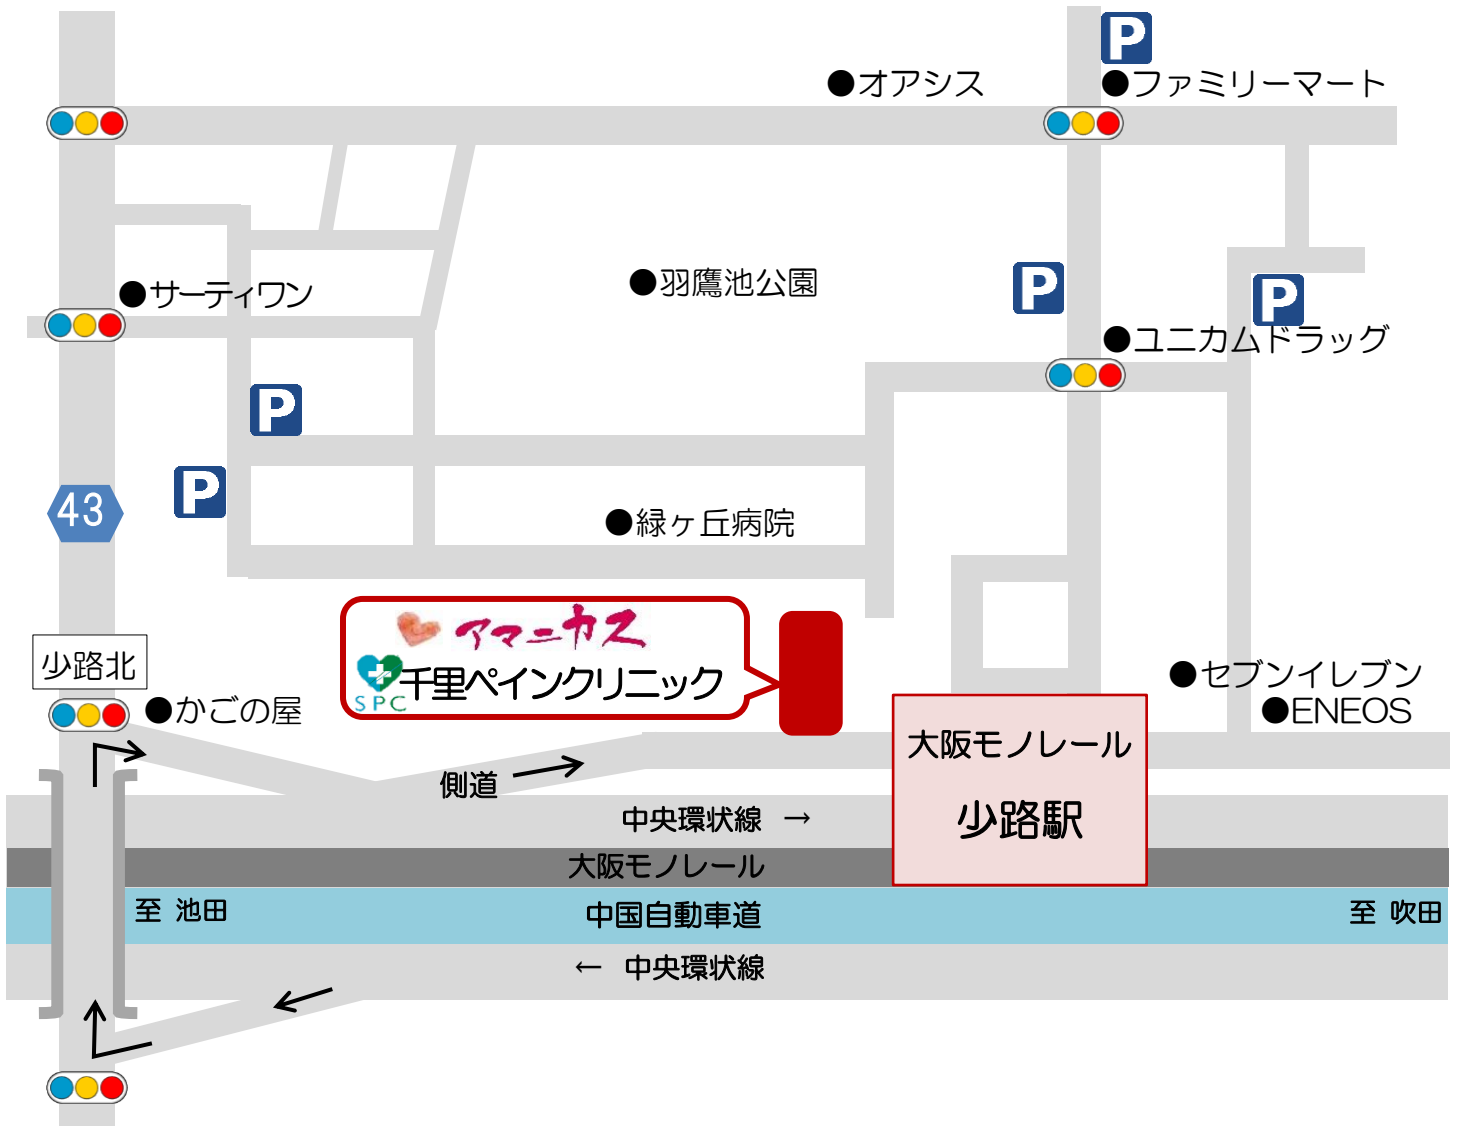 P
●オアシス
●ファミリーマート
●サーティワン
●羽鷹池公園
P
P
●ユニカムドラッグ
P
P
43
●緑ヶ丘病院
アマニカス
SPC
千里ペインクリニック
少路北
●かごの屋
●セブンイレブン
●ENEOS
大阪モノレール
少路駅
側道
中央環状線 →
大阪モノレール
至 池田
中国自動車道
至 吹田
← 中央環状線